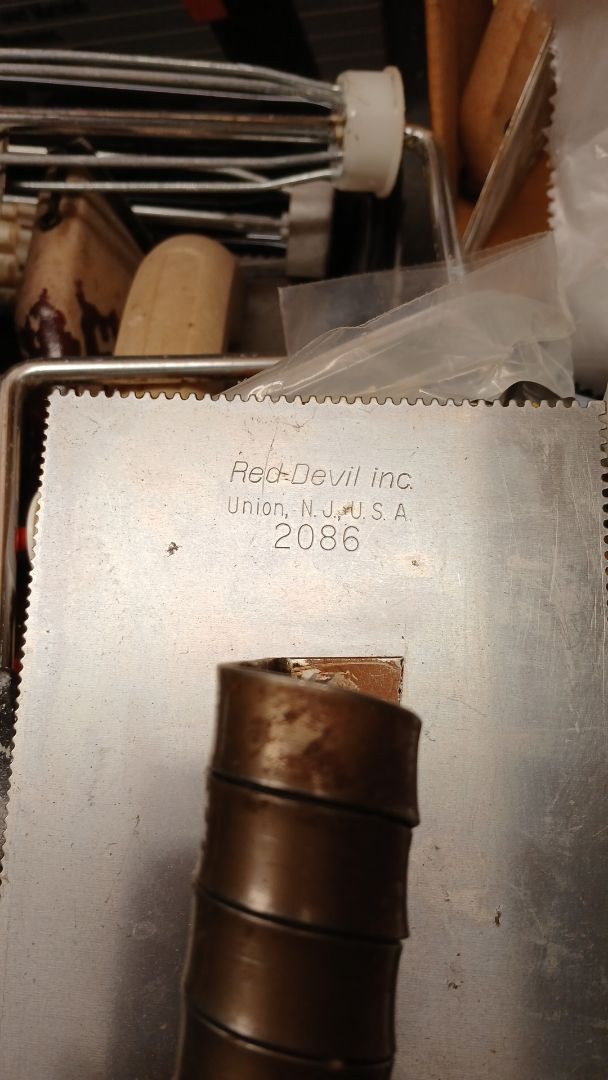 Red Devil inc.
Union, N.J., U.S.A.
2086